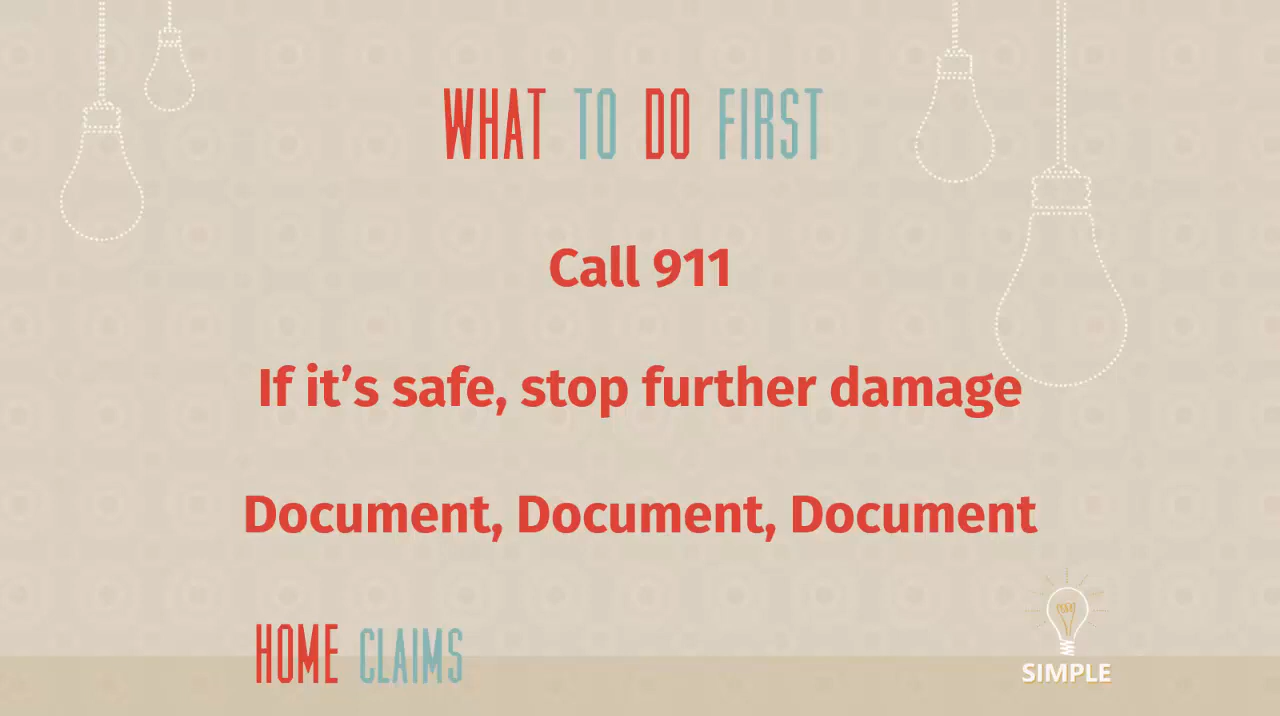 WHAT TO DO FIRST
Call 911
If it’s safe, stop further damage
Document, Document, Document
HOME CLAIMS
SIMPLE